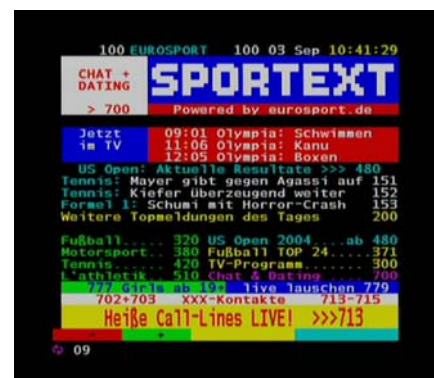 100 EUROSPORT 100 03 Sep 10:41:29
CHAT +
DATING
> 700
SPORTEXT
Powered by eurosport.de
Jetzt
im TV
09:01 Olympia: Schwimmen
11:06 Olympia: Kanu
12:05 Olympia: Boxen
US Open: Aktuelle Resultate >>> 480
Tennis: Mayer gibt gegen Agassi auf 151
Tennis: Kiefer überzeugend weiter 152
Formel 1: Schumi mit Horror-Crash 153
Weitere Topmeldungen des Tages 200
Fußball..... 320 US Open 2004....ab 480
Motorsport.. 380 Fußball TOP 24.....371
Tennis...... 420 TV-Programm........300
L'athletik.. 510 Chat & Dating......700
777 Girls ab 19+ live lauschen 779
702+703 XXX-Kontakte 713-715
Heiße Call-Lines LIVE! >>>713
- +
09